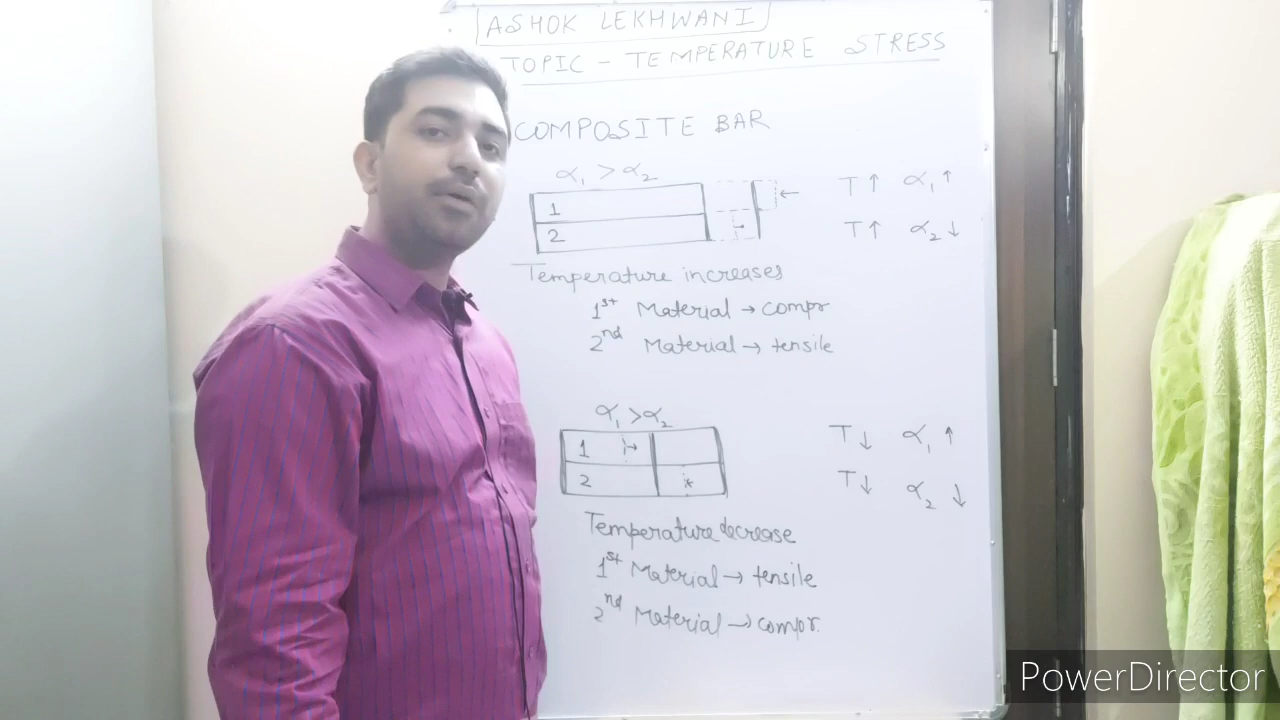 ASHOK LEKHWANI
TOPIC - TEMPERATURE STRESS
COMPOSITE BAR
α₁ > α₂
1
2
T↑ α₁↑
T↑ α₂↓
Temperature increases
1st Material → compr
2nd Material → tensile
α₁ > α₂
1
2
T↓ α₁↑
T↓ α₂↓
Temperature decrease
1st Material → tensile
2nd Material → compr.
PowerDirector